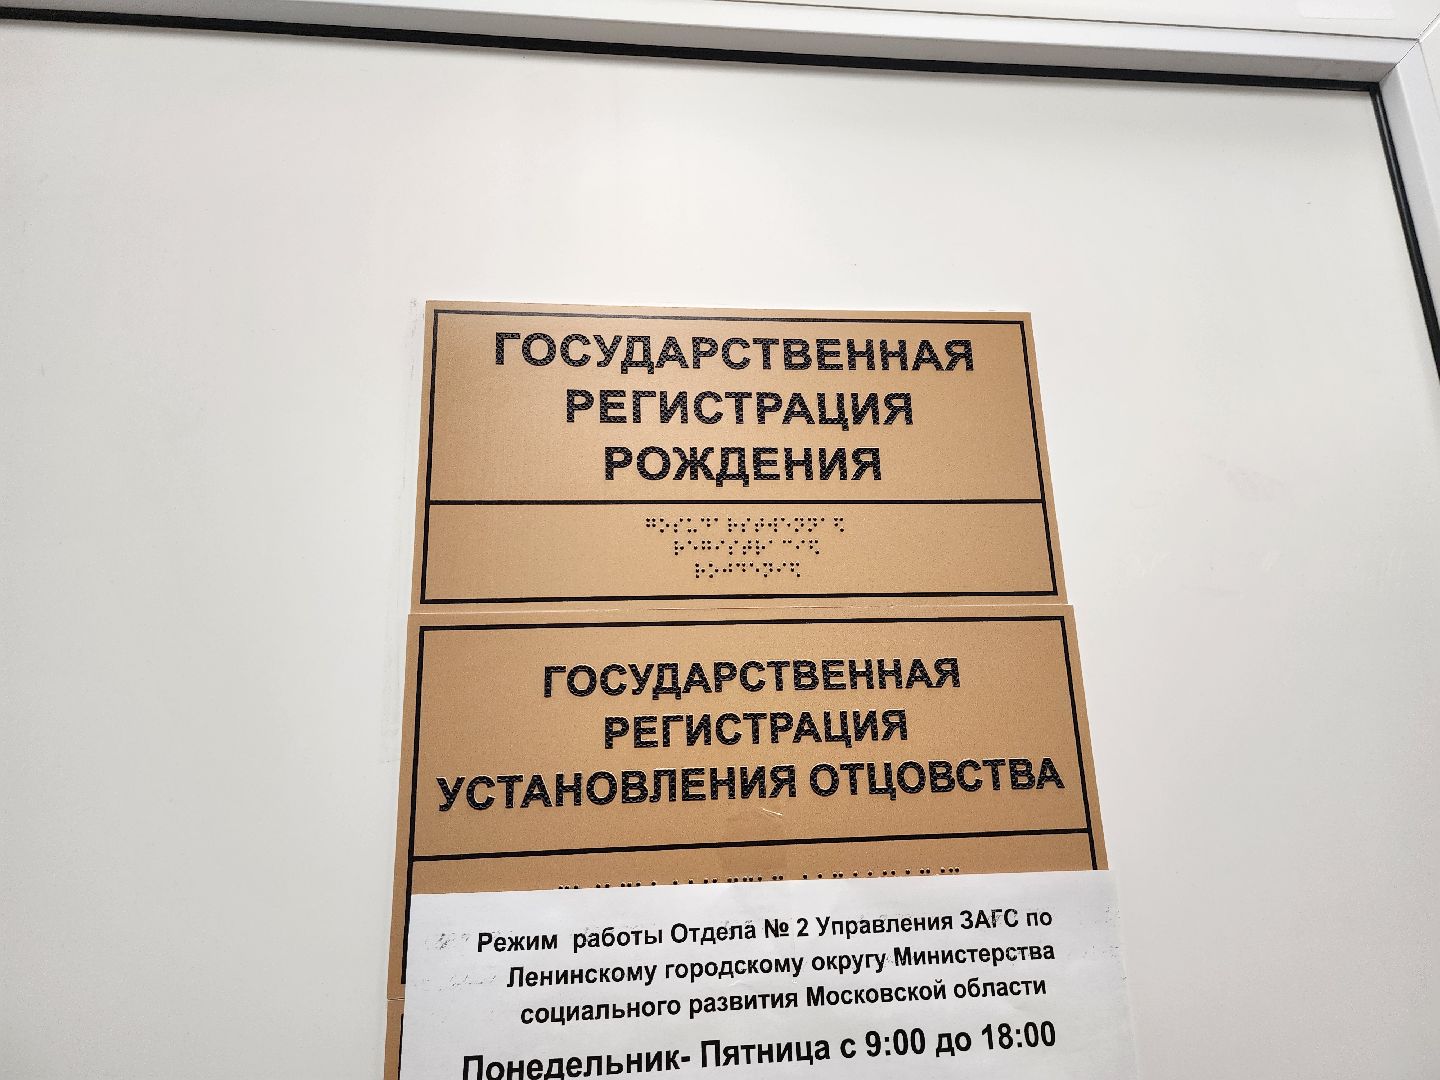 ГОСУДАРСТВЕННАЯ
РЕГИСТРАЦИЯ
РОЖДЕНИЯ
⠛⠕⠎⠥⠙⠁⠗⠎⠞⠺⠑⠝⠝⠁⠫
⠗⠑⠛⠊⠎⠞⠗⠁⠉⠊⠫
⠗⠕⠚⠙⠑⠝⠊⠫
ГОСУДАРСТВЕННАЯ
РЕГИСТРАЦИЯ
УСТАНОВЛЕНИЯ ОТЦОВСТВА
Режим работы Отдела № 2 Управления ЗАГС по
Ленинскому городскому округу Министерства
социального развития Московской области
Понедельник- Пятница с 9:00 до 18:00